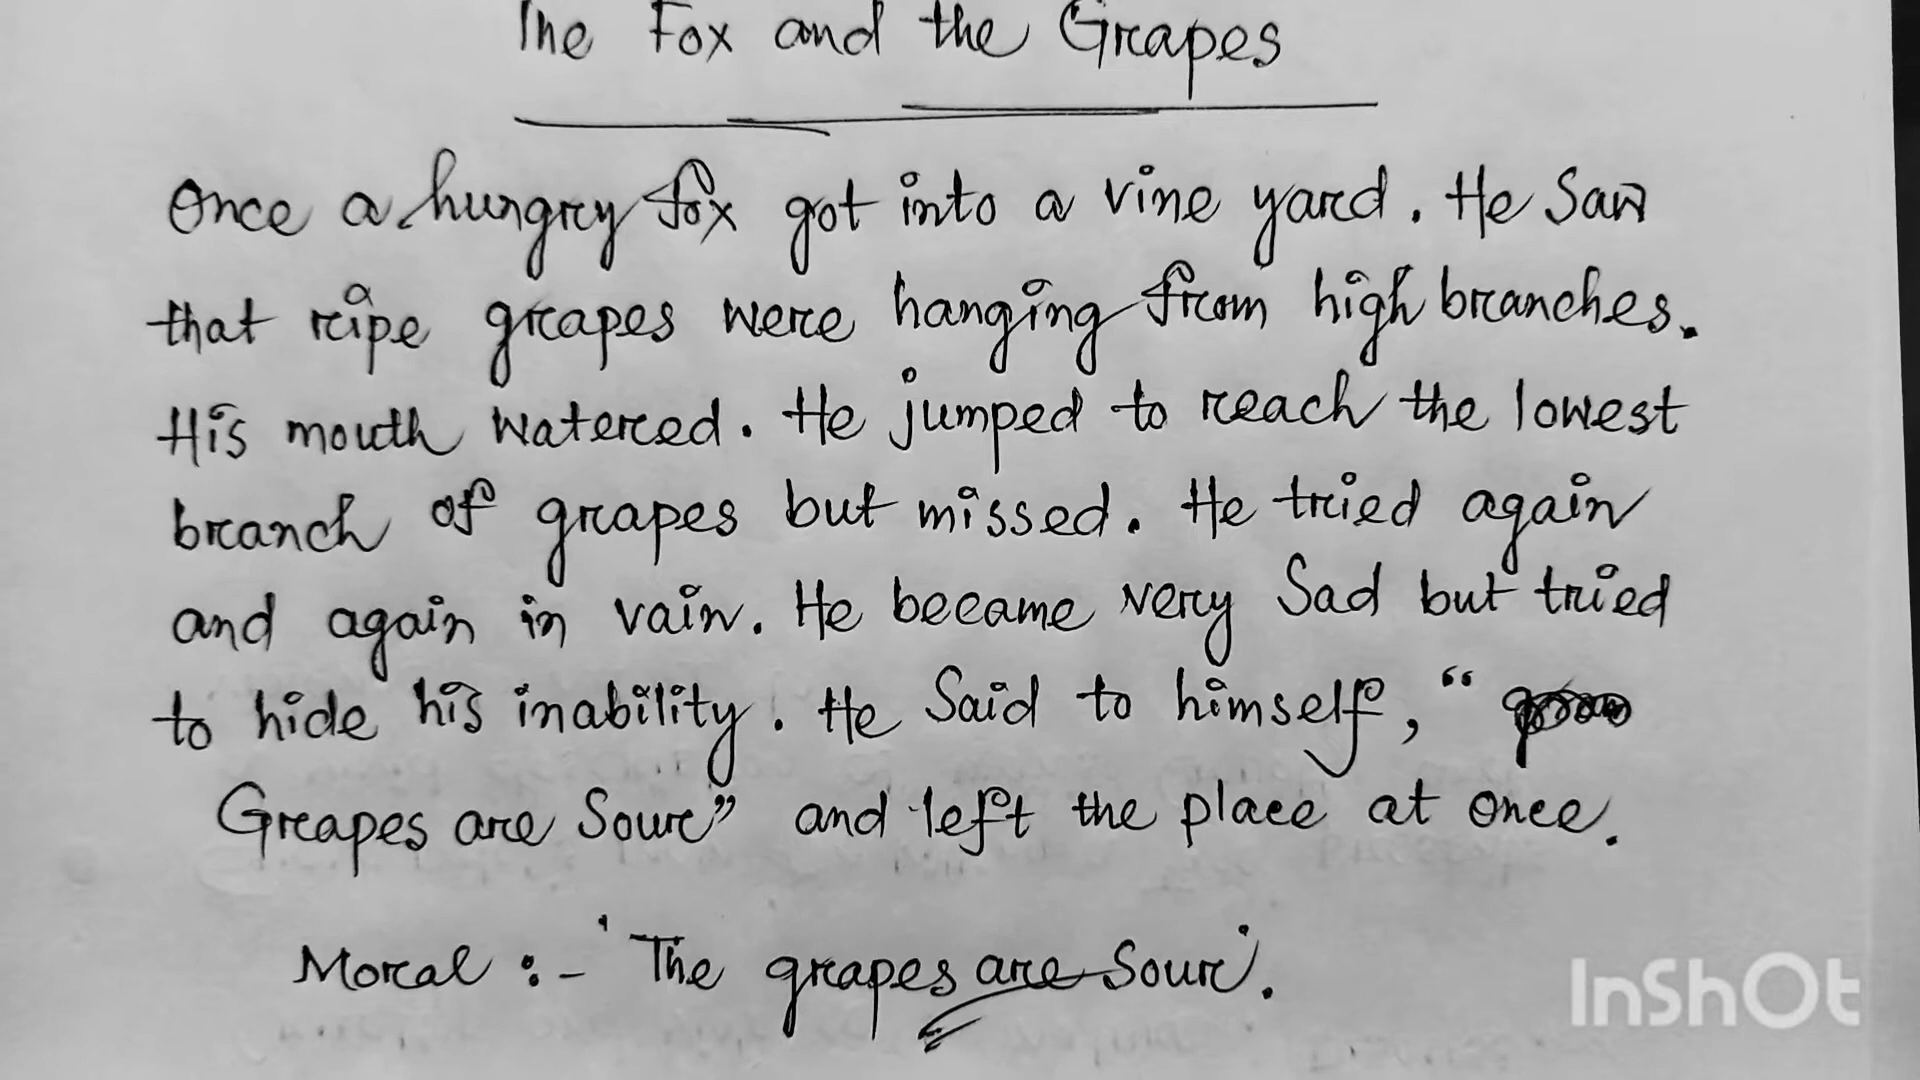 The Fox and the Grapes
Once a hungry fox got into a vine yard. He Saw
that ripe grapes were hanging from high branches.
His mouth watered. He jumped to reach the lowest
branch of grapes but missed. He tried again
and again in vain. He became very Sad but tried
to hide his inability. He Said to himself, “
Grapes are Sour” and left the place at once.
Moral :- 'The grapes are Sour'.
InShOt